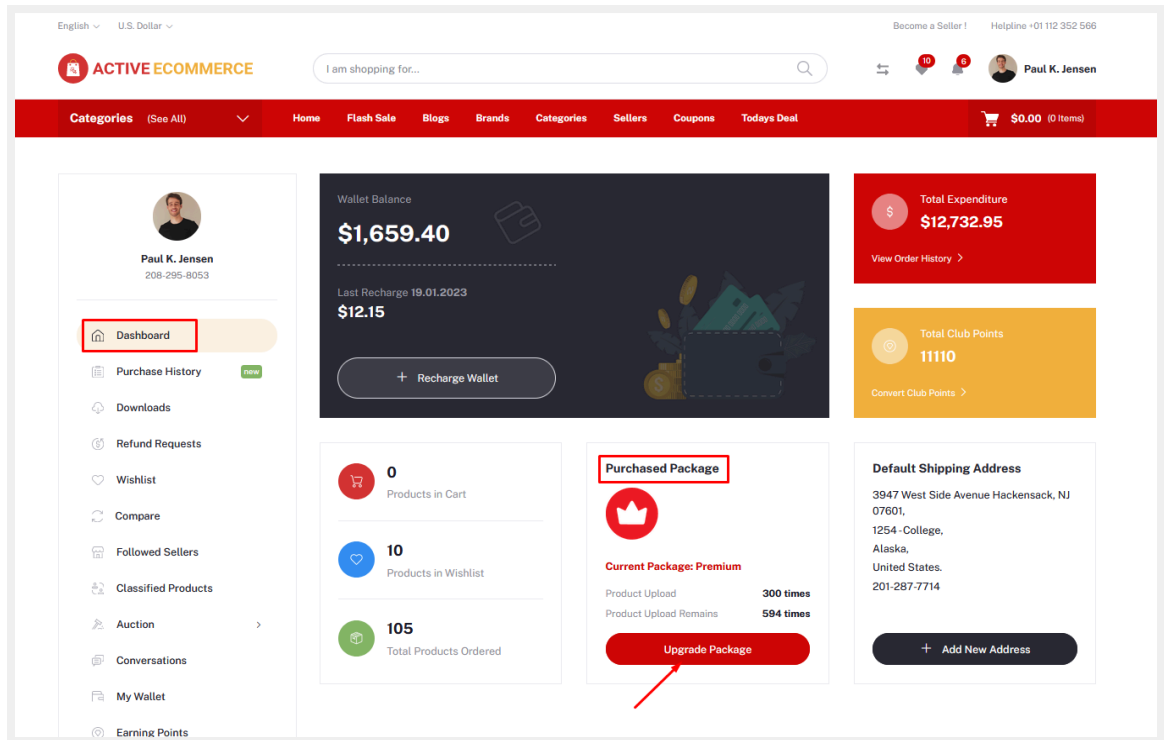 English U.S. Dollar Become a Seller ! Helpline +01 112 352 566
ACTIVE ECOMMERCE I am shopping for... 10 6 Paul K. Jensen
Categories (See All) Home Flash Sale Blogs Brands Categories Sellers Coupons Todays Deal $0.00 (0 Items)
Paul K. Jensen
208-295-8053
Dashboard
Purchase History new
Downloads
Refund Requests
Wishlist
Compare
Followed Sellers
Classified Products
Auction
Conversations
My Wallet
Earning Points
Wallet Balance
$1,659.40
Last Recharge 19.01.2023
$12.15
+ Recharge Wallet
$ Total Expenditure
$12,732.95
View Order History
Total Club Points
11110
Convert Club Points
0
Products in Cart
10
Products in Wishlist
105
Total Products Ordered
Purchased Package
Current Package: Premium
Product Upload 300 times
Product Upload Remains 594 times
Upgrade Package
Default Shipping Address
3947 West Side Avenue Hackensack, NJ
07601,
1254 - College,
Alaska,
United States.
201-287-7714
+ Add New Address